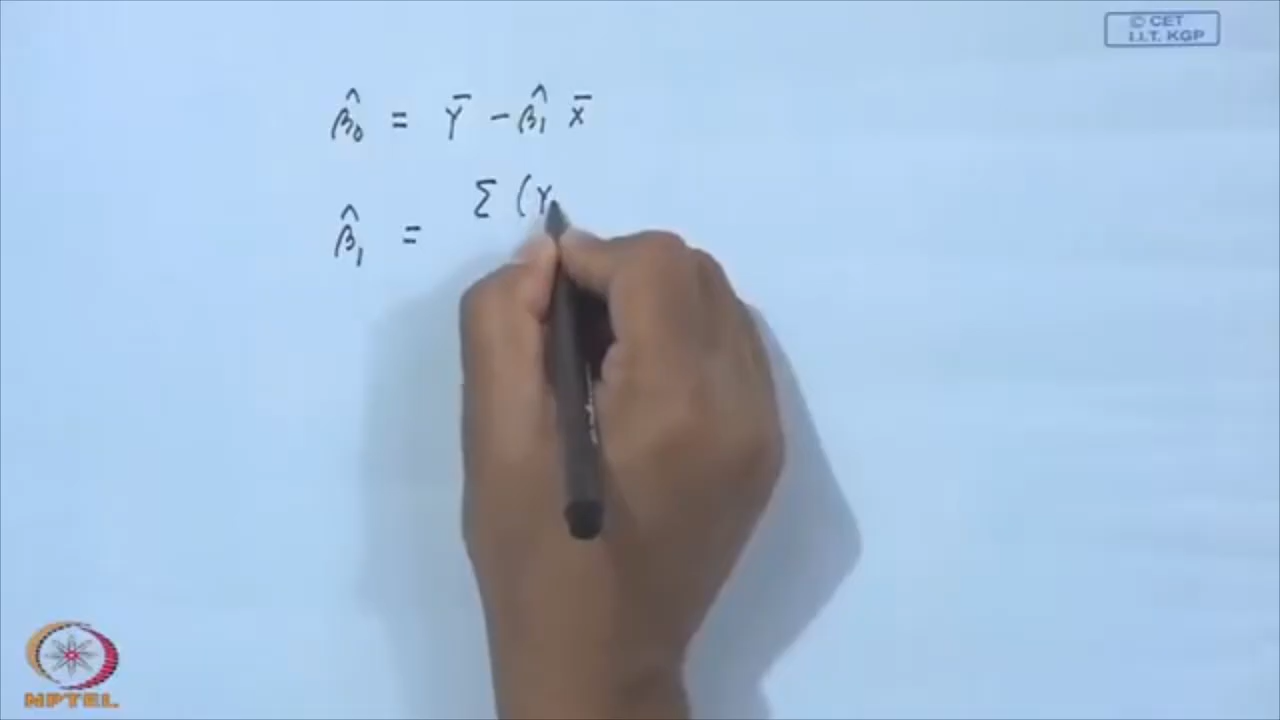 © CET
I.I.T. KGP
β̂₀ = Ȳ − β̂₁ X̄
Σ (Y
β̂₁ =
NPTEL